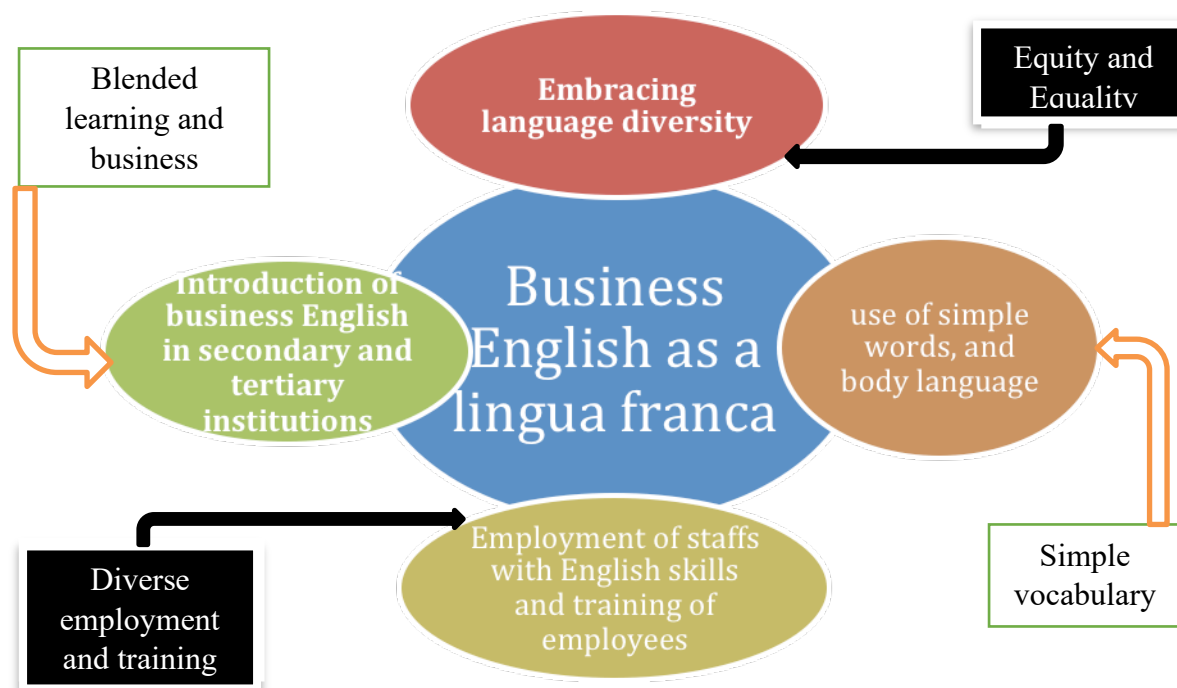 Blended
learning and
business
Embracing
language diversity
Equity and
Equality
Introduction of
business English
in secondary and
tertiary
institutions
Business
English as a
lingua franca
use of simple
words, and
body language
Employment of staffs
with English skills
and training of
employees
Diverse
employment
and training
Simple
vocabulary